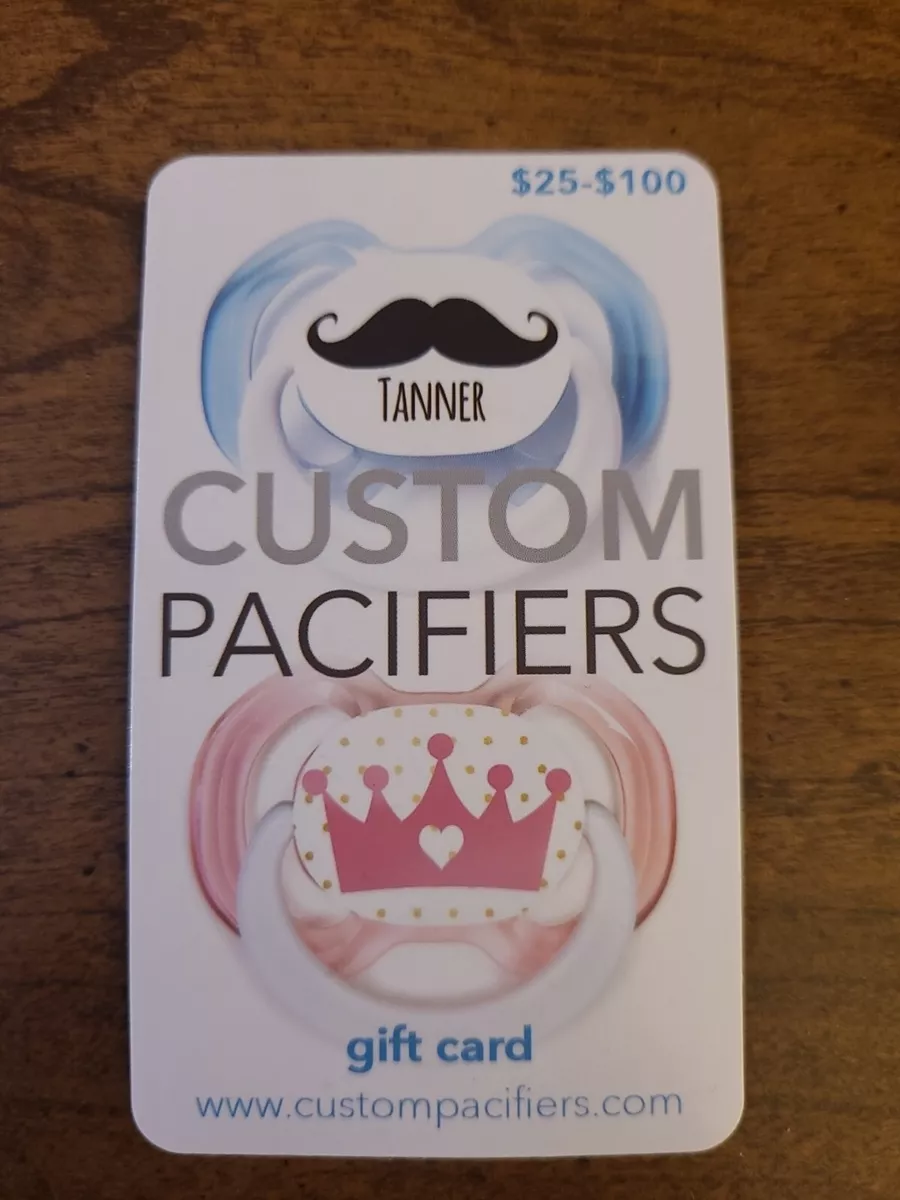 $25-$100
TANNER
CUSTOM
PACIFIERS
gift card
www.custompacifiers.com